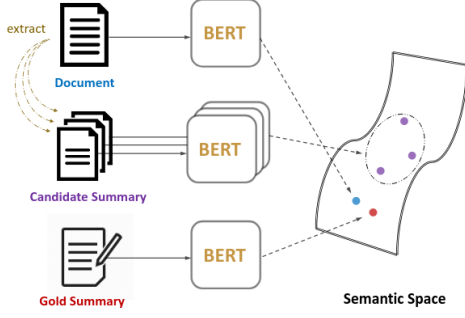 extract
BERT
Document
BERT
Candidate Summary
BERT
Gold Summary
Semantic Space